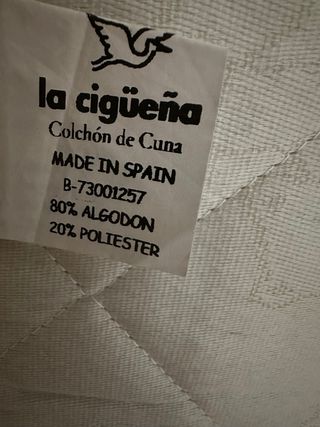 la cigüeña
Colchón de Cuna
MADE IN SPAIN
B-73001257
80% ALGODON
20% POLIESTER